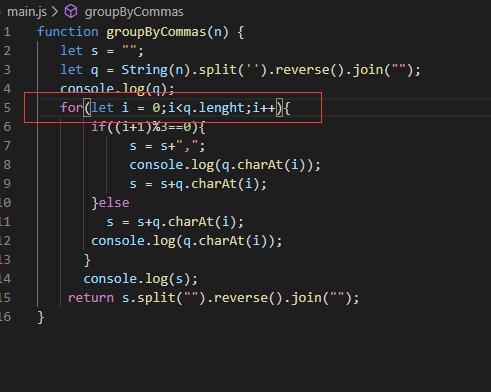 main.js > groupByCommas
1 function groupByCommas(n) {
2 let s = "";
3 let q = String(n).split('').reverse().join("");
4 console.log(q);
5 for(let i = 0;i<q.lenght;i++){
6 if((i+1)%3==0){
7 s = s+",";
8 console.log(q.charAt(i));
9 s = s+q.charAt(i);
10 }else
11 s = s+q.charAt(i);
12 console.log(q.charAt(i));
13 }
14 console.log(s);
15 return s.split("").reverse().join("");
16 }